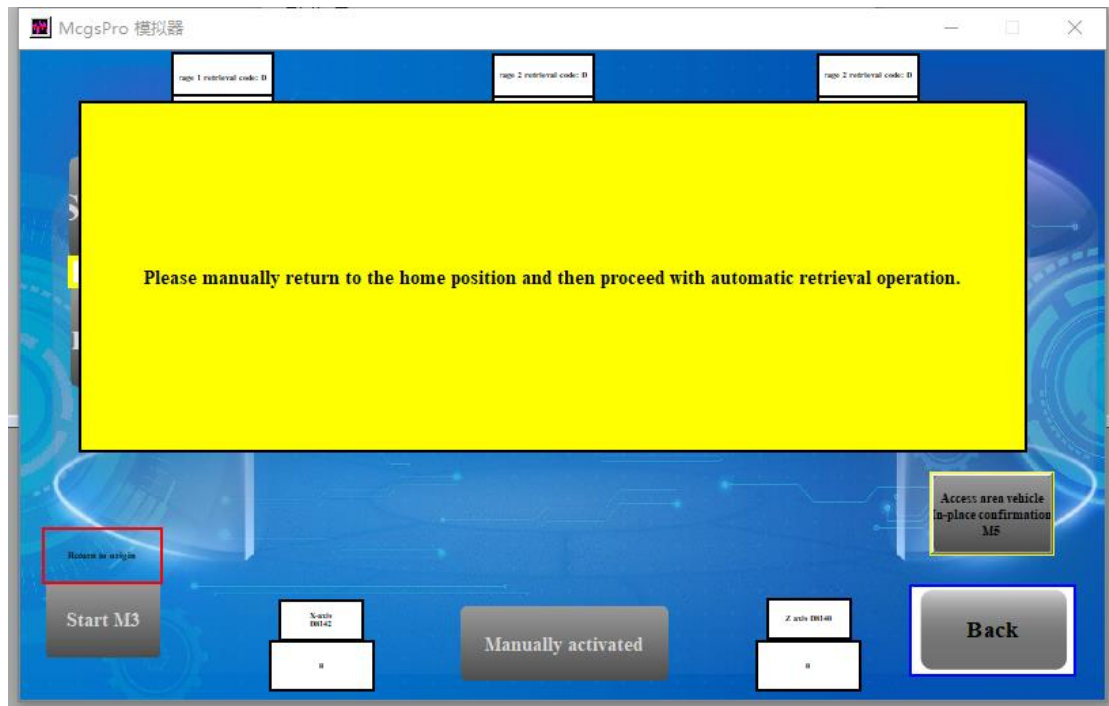 McgsPro 模拟器
rage 1 retrieval code: D
rage 2 retrieval code: D
rage 2 retrieval code: D
S
Please manually return to the home position and then proceed with automatic retrieval operation.
Access area vehicle
In-place confirmation
M5
Return to origin
Start M3
X-axis
D8142
0
Manually activated
Z axis D8140
0
Back